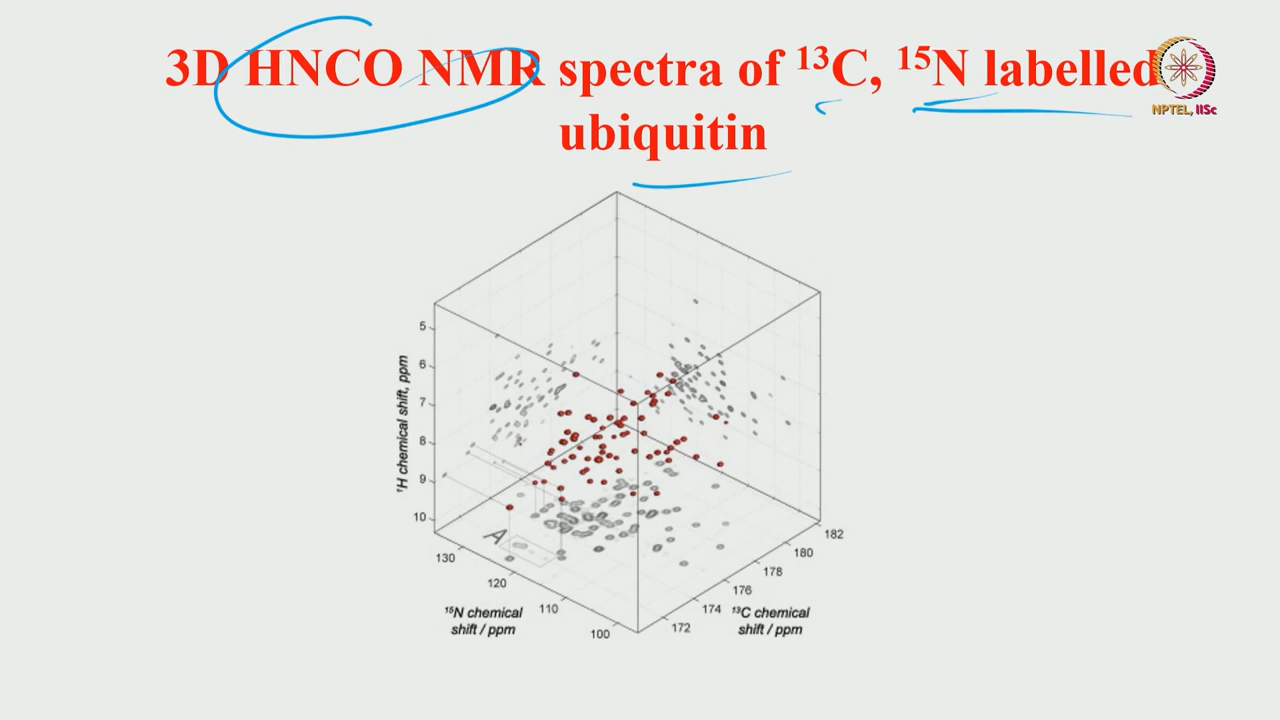 3D HNCO NMR spectra of ¹³C, ¹⁵N labelled
ubiquitin
NPTEL, IISc
¹H chemical shift, ppm
5
6
7
8
9
10
A
130
120
110
100
¹⁵N chemical
shift / ppm
172
174
176
178
180
182
¹³C chemical
shift / ppm